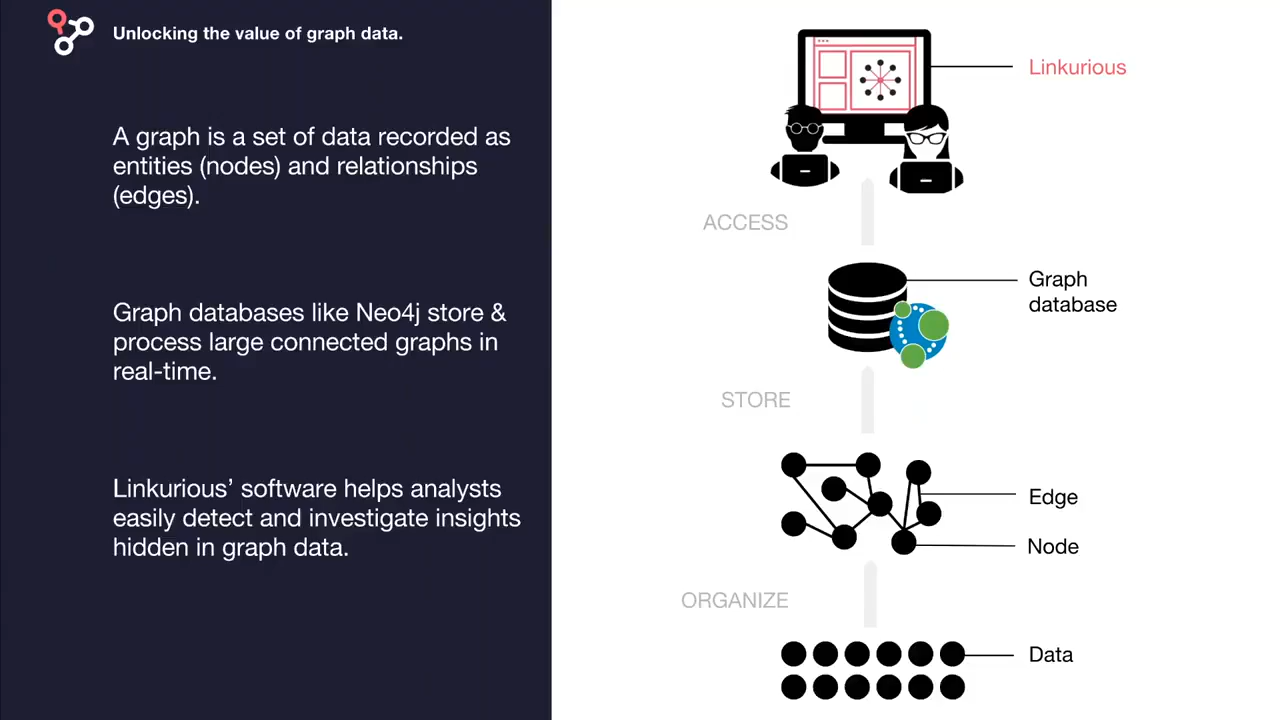 Unlocking the value of graph data.
A graph is a set of data recorded as
entities (nodes) and relationships
(edges).
Graph databases like Neo4j store &
process large connected graphs in
real-time.
Linkurious’ software helps analysts
easily detect and investigate insights
hidden in graph data.
Linkurious
ACCESS
Graph
database
STORE
Edge
Node
ORGANIZE
Data